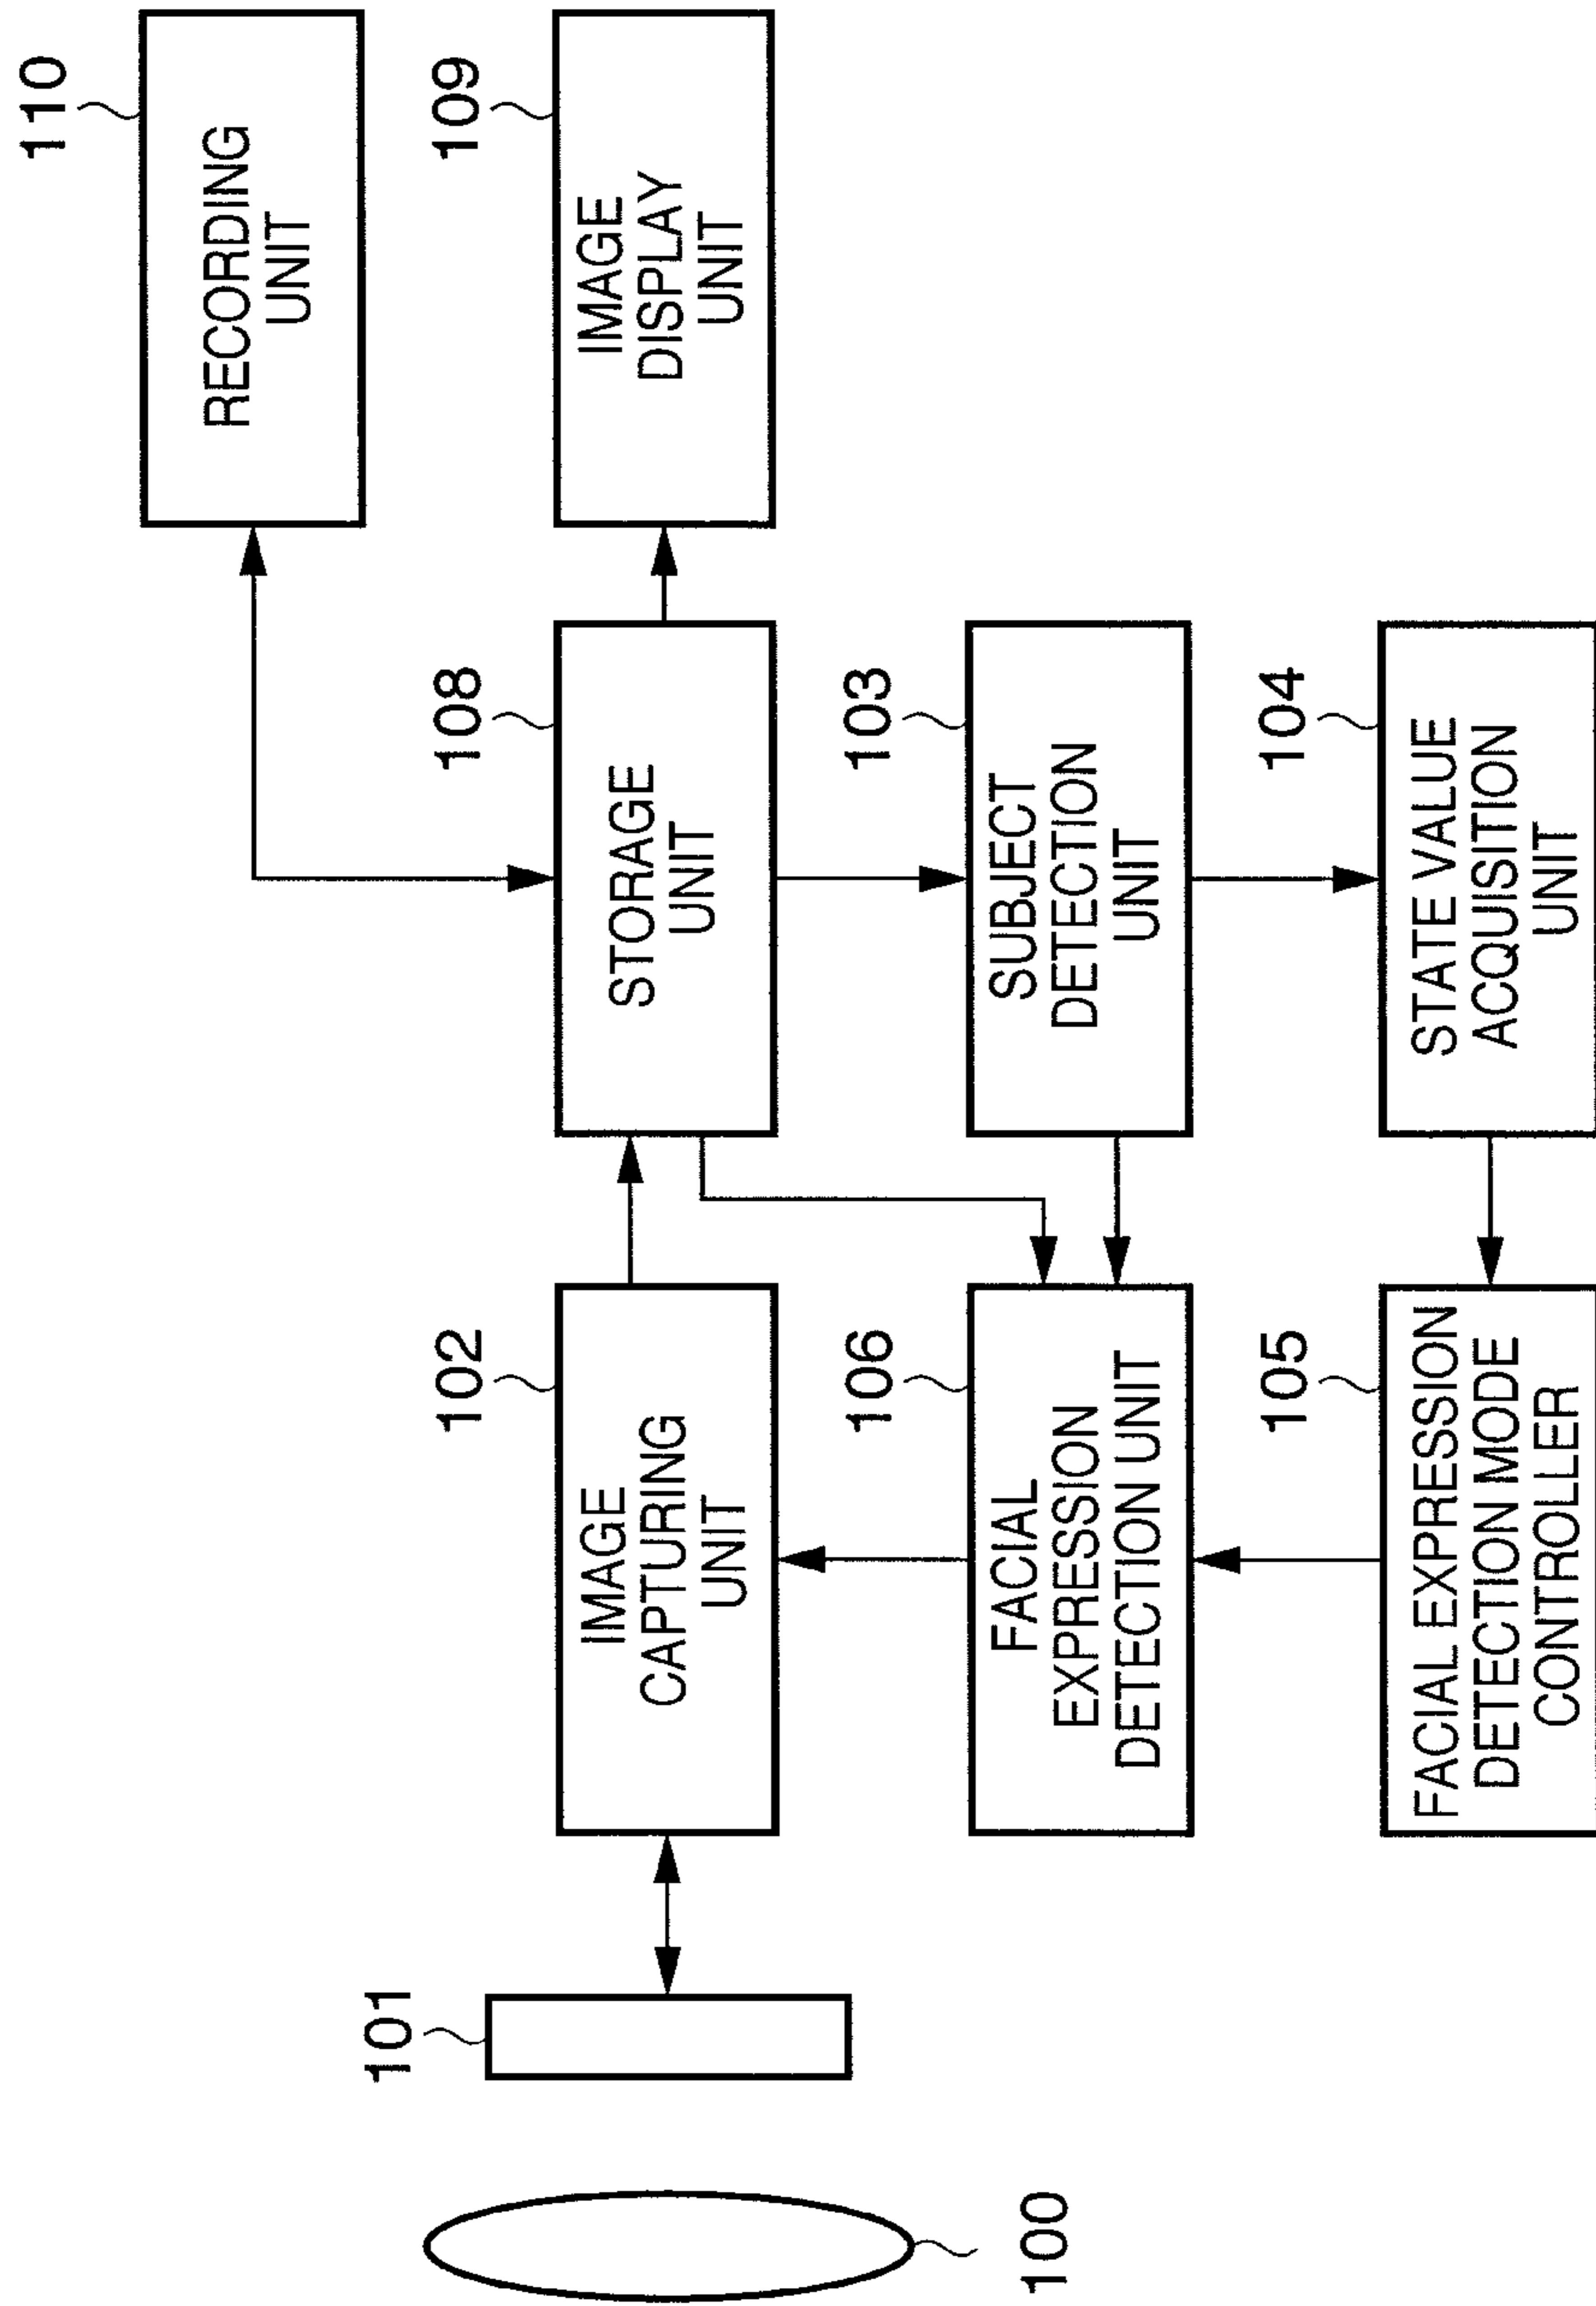 110
RECORDING
UNIT
109
IMAGE
DISPLAY
UNIT
108
STORAGE
UNIT
103
SUBJECT
DETECTION
UNIT
104
STATE VALUE
ACQUISITION
UNIT
102
IMAGE
CAPTURING
UNIT
106
FACIAL
EXPRESSION
DETECTION UNIT
105
FACIAL EXPRESSION
DETECTION MODE
CONTROLLER
101
100